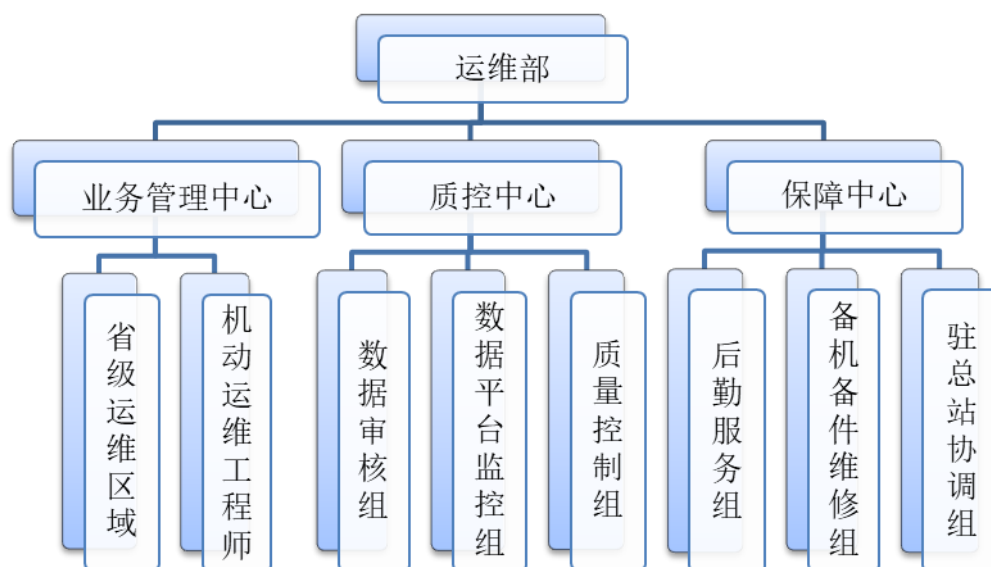 运维部
业务管理中心
质控中心
保障中心
省级运维区域
机动运维工程师
数据审核组
数据平台监控组
质量控制组
后勤服务组
备机备件维修组
驻总站协调组